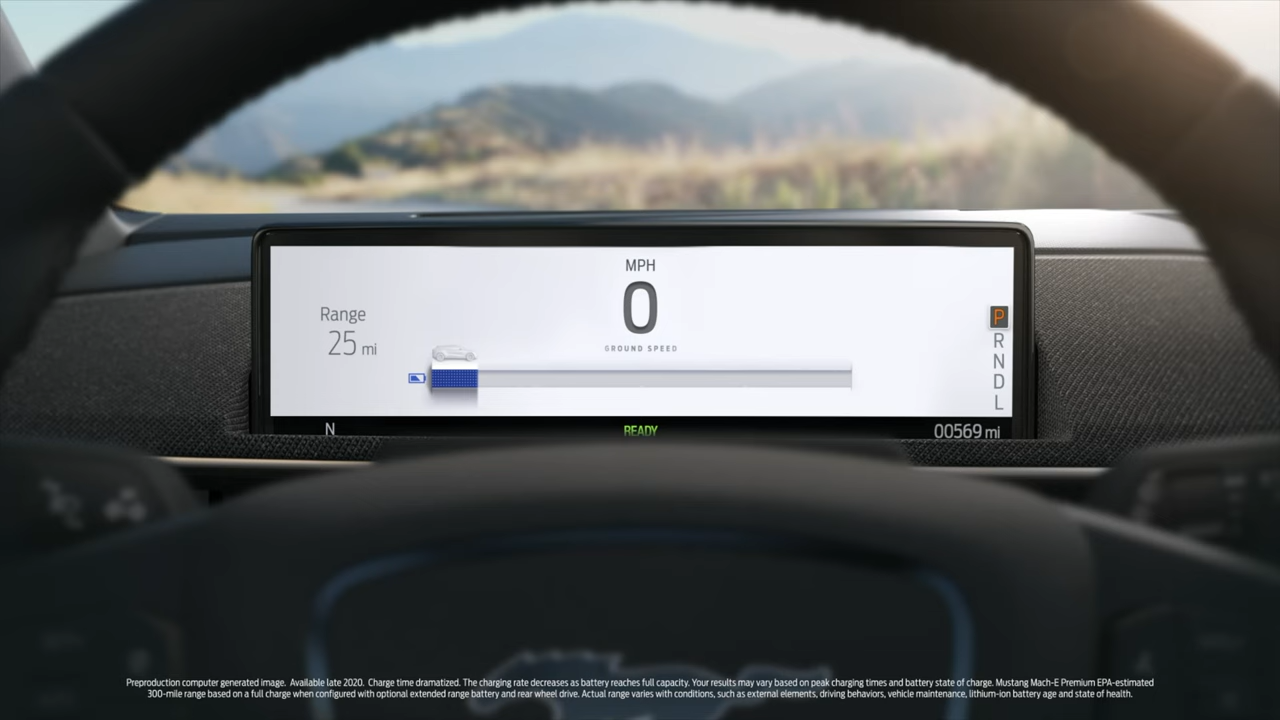 MPH
0
GROUND SPEED
Range
25 mi
P
R
N
D
L
N
READY
00569 mi
Preproduction computer generated image. Available late 2020. Charge time dramatized. The charging rate decreases as battery reaches full capacity. Your results may vary based on peak charging times and battery state of charge. Mustang Mach-E Premium EPA-estimated
300-mile range based on a full charge when configured with optional extended range battery and rear wheel drive. Actual range varies with conditions, such as external elements, driving behaviors, vehicle maintenance, lithium-ion battery age and state of health.